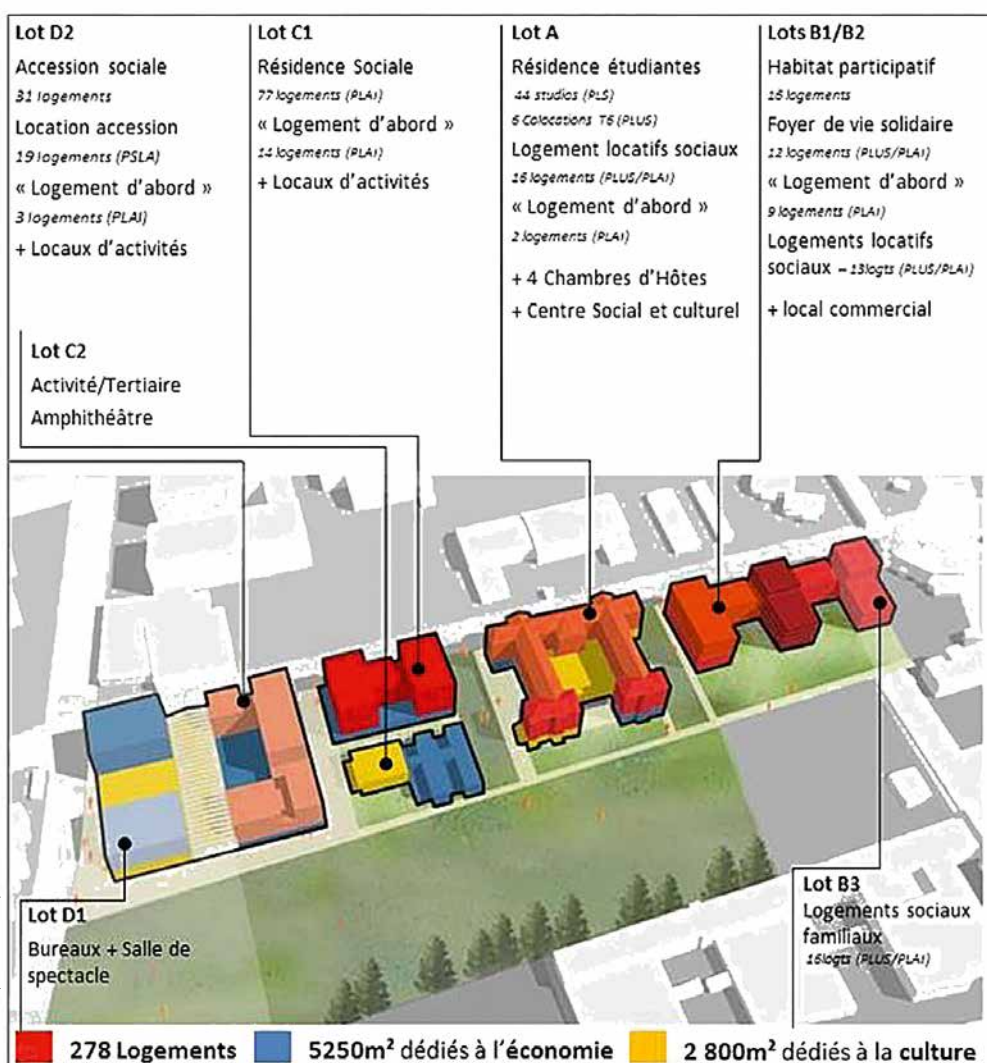 Lot D2
Accession sociale
31 logements
Location accession
19 logements (PSLA)
« Logement d'abord »
3 logements (PLAI)
+ Locaux d'activités
Lot C1
Résidence Sociale
77 logements (PLAI)
« Logement d'abord »
14 logements (PLAI)
+ Locaux d'activités
Lot A
Résidence étudiantes
44 studios (PLS)
6 Colocations T6 (PLUS)
Logement locatifs sociaux
16 logements (PLUS/PLAI)
« Logement d'abord »
2 logements (PLAI)
+ 4 Chambres d'Hôtes
+ Centre Social et culturel
Lots B1/B2
Habitat participatif
16 logements
Foyer de vie solidaire
12 logements (PLUS/PLAI)
« Logement d'abord »
9 logements (PLAI)
Logements locatifs
sociaux – 13logts (PLUS/PLAI)
+ local commercial
Lot C2
Activité/Tertiaire
Amphithéâtre
Lot D1
Bureaux + Salle de
spectacle
Lot B3
Logements sociaux
familiaux
16logts (PLUS/PLAI)
278 Logements
5250m² dédiés à l'économie
2 800m² dédiés à la culture